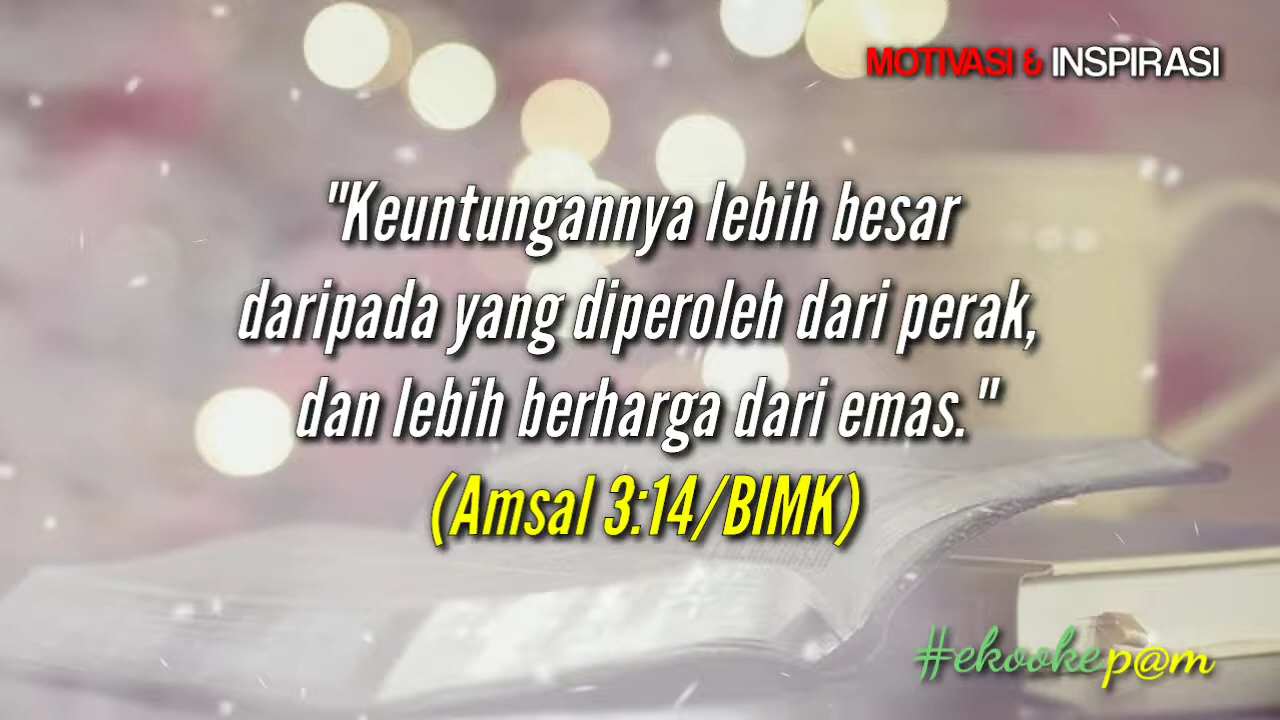 MOTIVASI & INSPIRASI
"Keuntungannya lebih besar
daripada yang diperoleh dari perak,
dan lebih berharga dari emas."
(Amsal 3:14/BIMK)
#ekookep@m